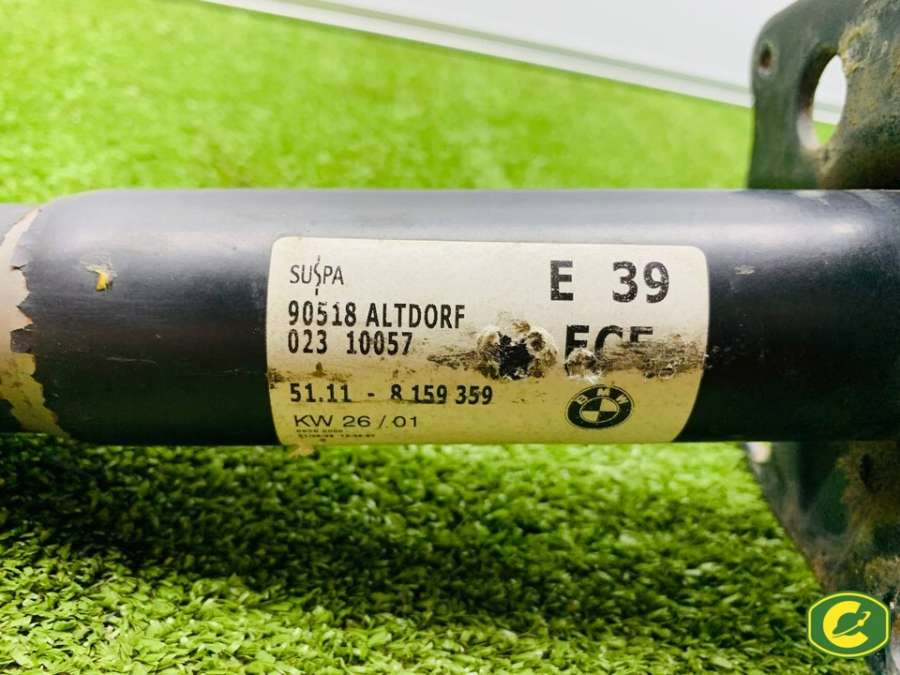 SUSPA
E 39
90518 ALTDORF
023 10057
ECE
51.11 - 8 159 359
BMW
KW 26 / 01